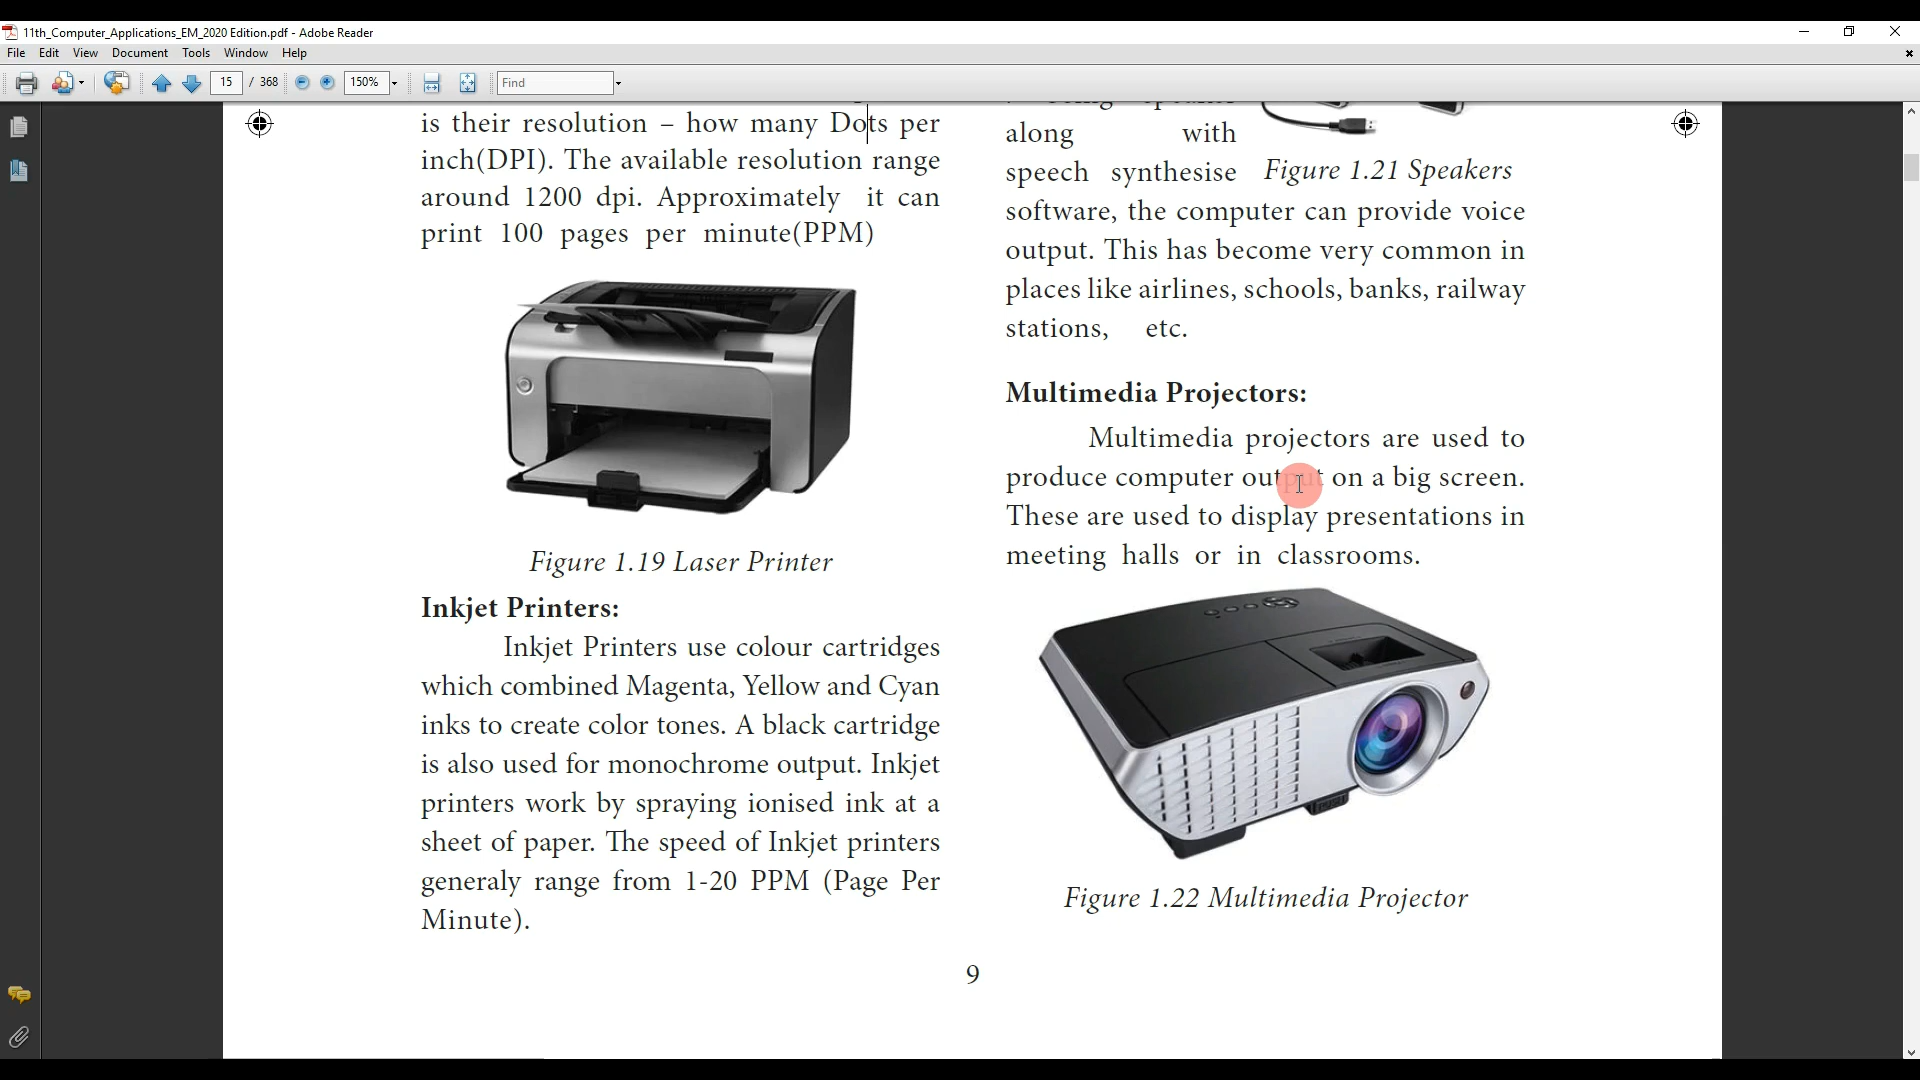 11th_Computer_Applications_EM_2020 Edition.pdf - Adobe Reader
File Edit View Document Tools Window Help
15 / 368 150% Find
is their resolution – how many Dots per
inch(DPI). The available resolution range
around 1200 dpi. Approximately it can
print 100 pages per minute(PPM)
Figure 1.19 Laser Printer
Inkjet Printers:
Inkjet Printers use colour cartridges
which combined Magenta, Yellow and Cyan
inks to create color tones. A black cartridge
is also used for monochrome output. Inkjet
printers work by spraying ionised ink at a
sheet of paper. The speed of Inkjet printers
generaly range from 1-20 PPM (Page Per
Minute).
along with
speech synthesise
Figure 1.21 Speakers
software, the computer can provide voice
output. This has become very common in
places like airlines, schools, banks, railway
stations, etc.
Multimedia Projectors:
Multimedia projectors are used to
produce computer output on a big screen.
These are used to display presentations in
meeting halls or in classrooms.
Figure 1.22 Multimedia Projector
9